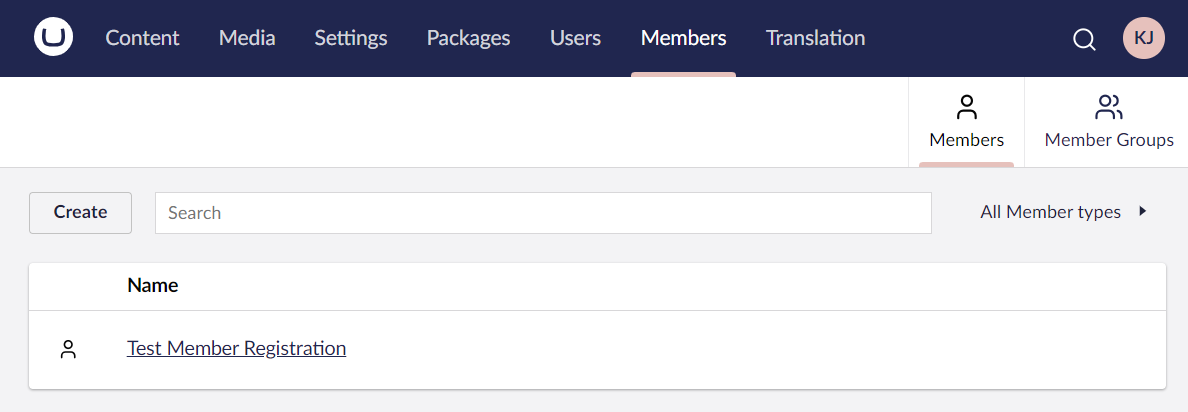 Content Media Settings Packages Users Members Translation KJ
Members Member Groups
Create Search All Member types
Name
Test Member Registration